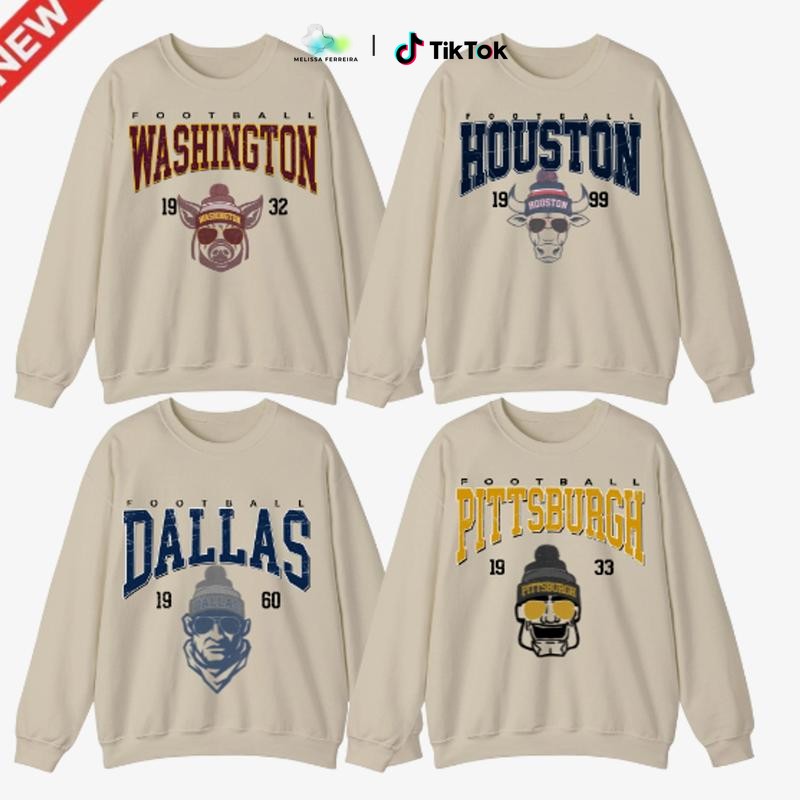 NEW
MELISSA FERREIRA | TikTok
FOOTBALL
WASHINGTON
19 32
WASHINGTON
FOOTBALL
HOUSTON
19 99
HOUSTON
FOOTBALL
DALLAS
19 60
DALLAS
FOOTBALL
PITTSBURGH
19 33
PITTSBURGH